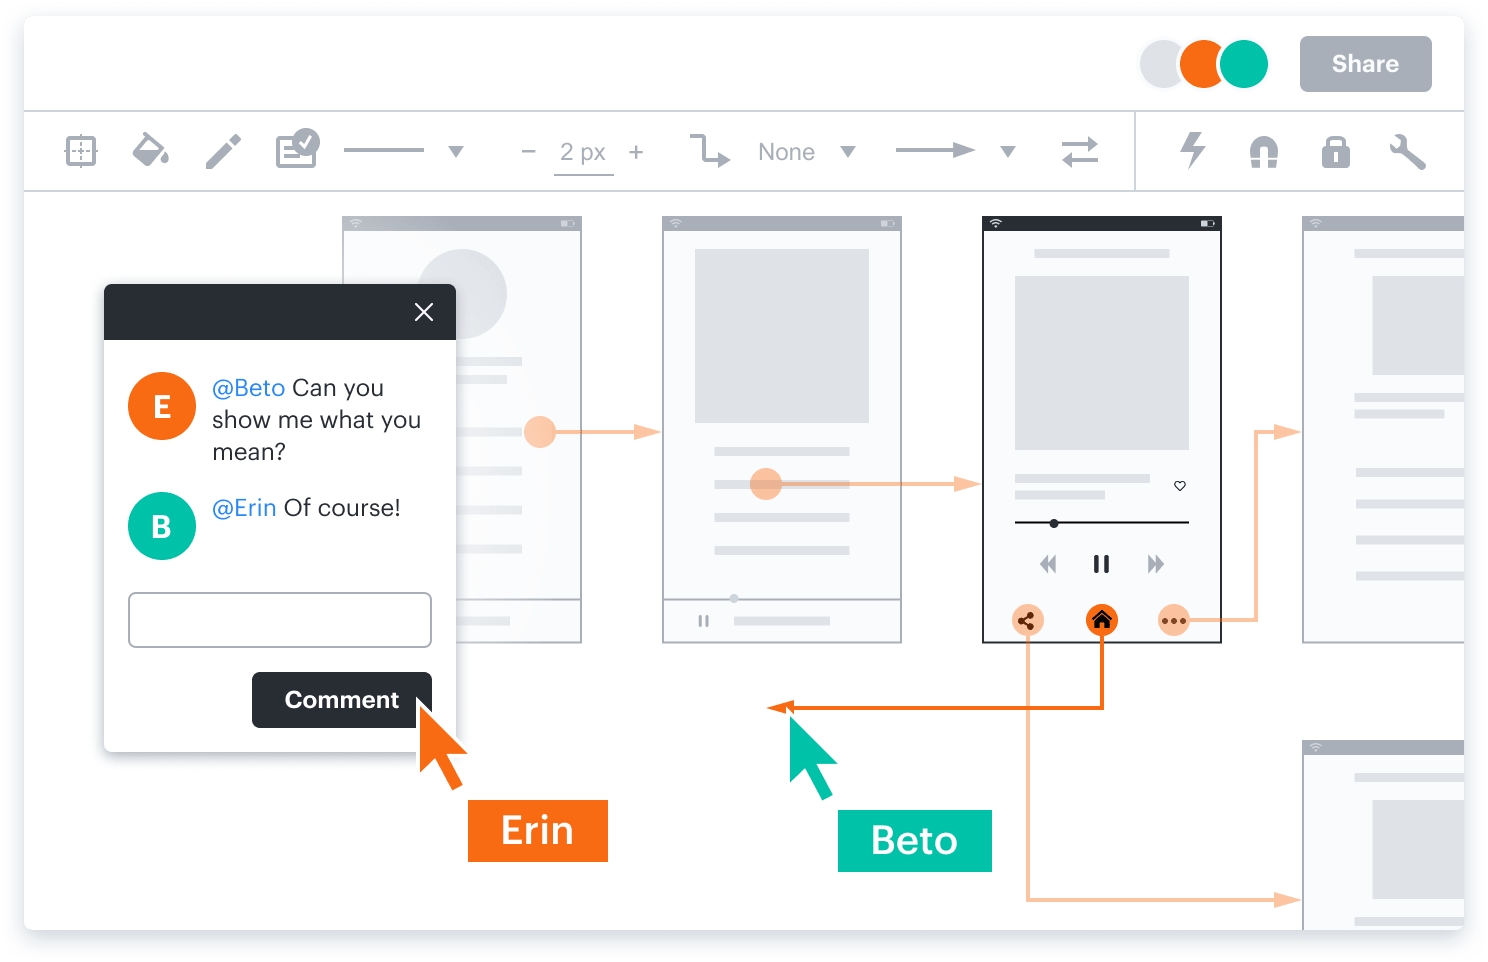 Share
2 px
None
E
@Beto Can you
show me what you
mean?
B
@Erin Of course!
Comment
Erin
Beto